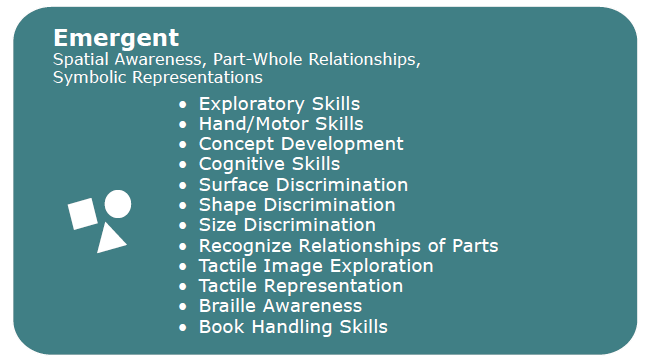 Emergent
Spatial Awareness, Part-Whole Relationships,
Symbolic Representations
• Exploratory Skills
• Hand/Motor Skills
• Concept Development
• Cognitive Skills
• Surface Discrimination
• Shape Discrimination
• Size Discrimination
• Recognize Relationships of Parts
• Tactile Image Exploration
• Tactile Representation
• Braille Awareness
• Book Handling Skills